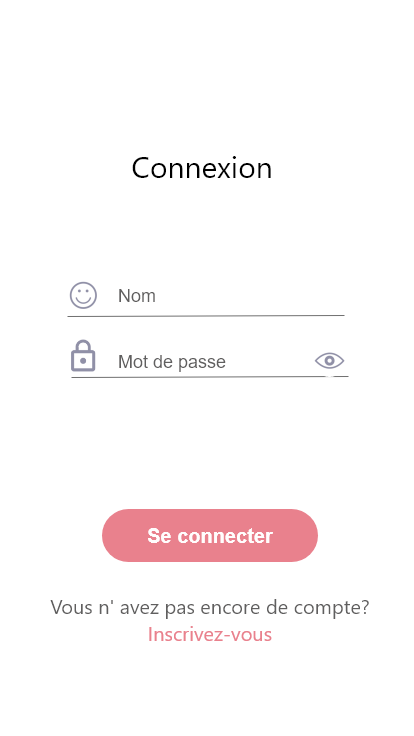 Connexion
Nom
Mot de passe
Se connecter
Vous n' avez pas encore de compte?
Inscrivez-vous